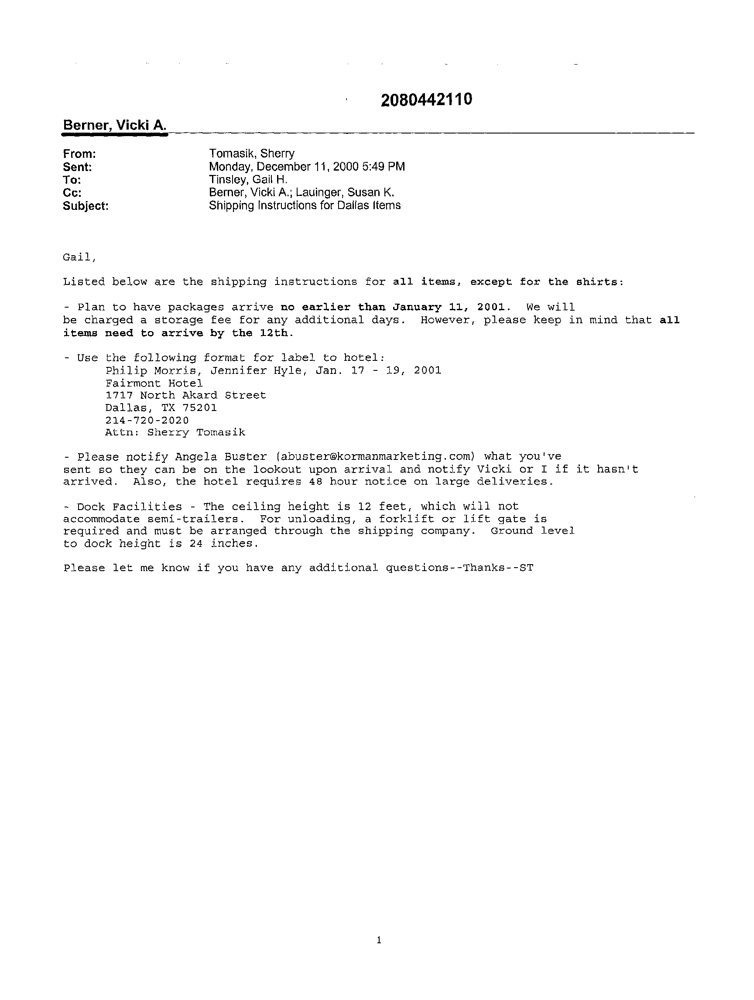 2080442110
Berner, Vicki A.
From: Tomasik, Sherry
Sent: Monday, December 11, 2000 5:49 PM
To: Tinsley, Gail H.
Cc: Berner, Vicki A.; Lauinger, Susan K.
Subject: Shipping Instructions for Dallas Items
Gail,
Listed below are the shipping instructions for all items, except for the shirts:
- Plan to have packages arrive no earlier than January 11, 2001. We will
be charged a storage fee for any additional days. However, please keep in mind that all
items need to arrive by the 12th.
- Use the following format for label to hotel:
Philip Morris, Jennifer Hyle, Jan. 17 - 19, 2001
Fairmont Hotel
1717 North Akard Street
Dallas, TX 75201
214-720-2020
Attn: Sherry Tomasik
- Please notify Angela Buster (abuster@kormanmarketing.com) what you've
sent so they can be on the lookout upon arrival and notify Vicki or I if it hasn't
arrived. Also, the hotel requires 48 hour notice on large deliveries.
- Dock Facilities - The ceiling height is 12 feet, which will not
accommodate semi-trailers. For unloading, a forklift or lift gate is
required and must be arranged through the shipping company. Ground level
to dock height is 24 inches.
Please let me know if you have any additional questions--Thanks--ST
1